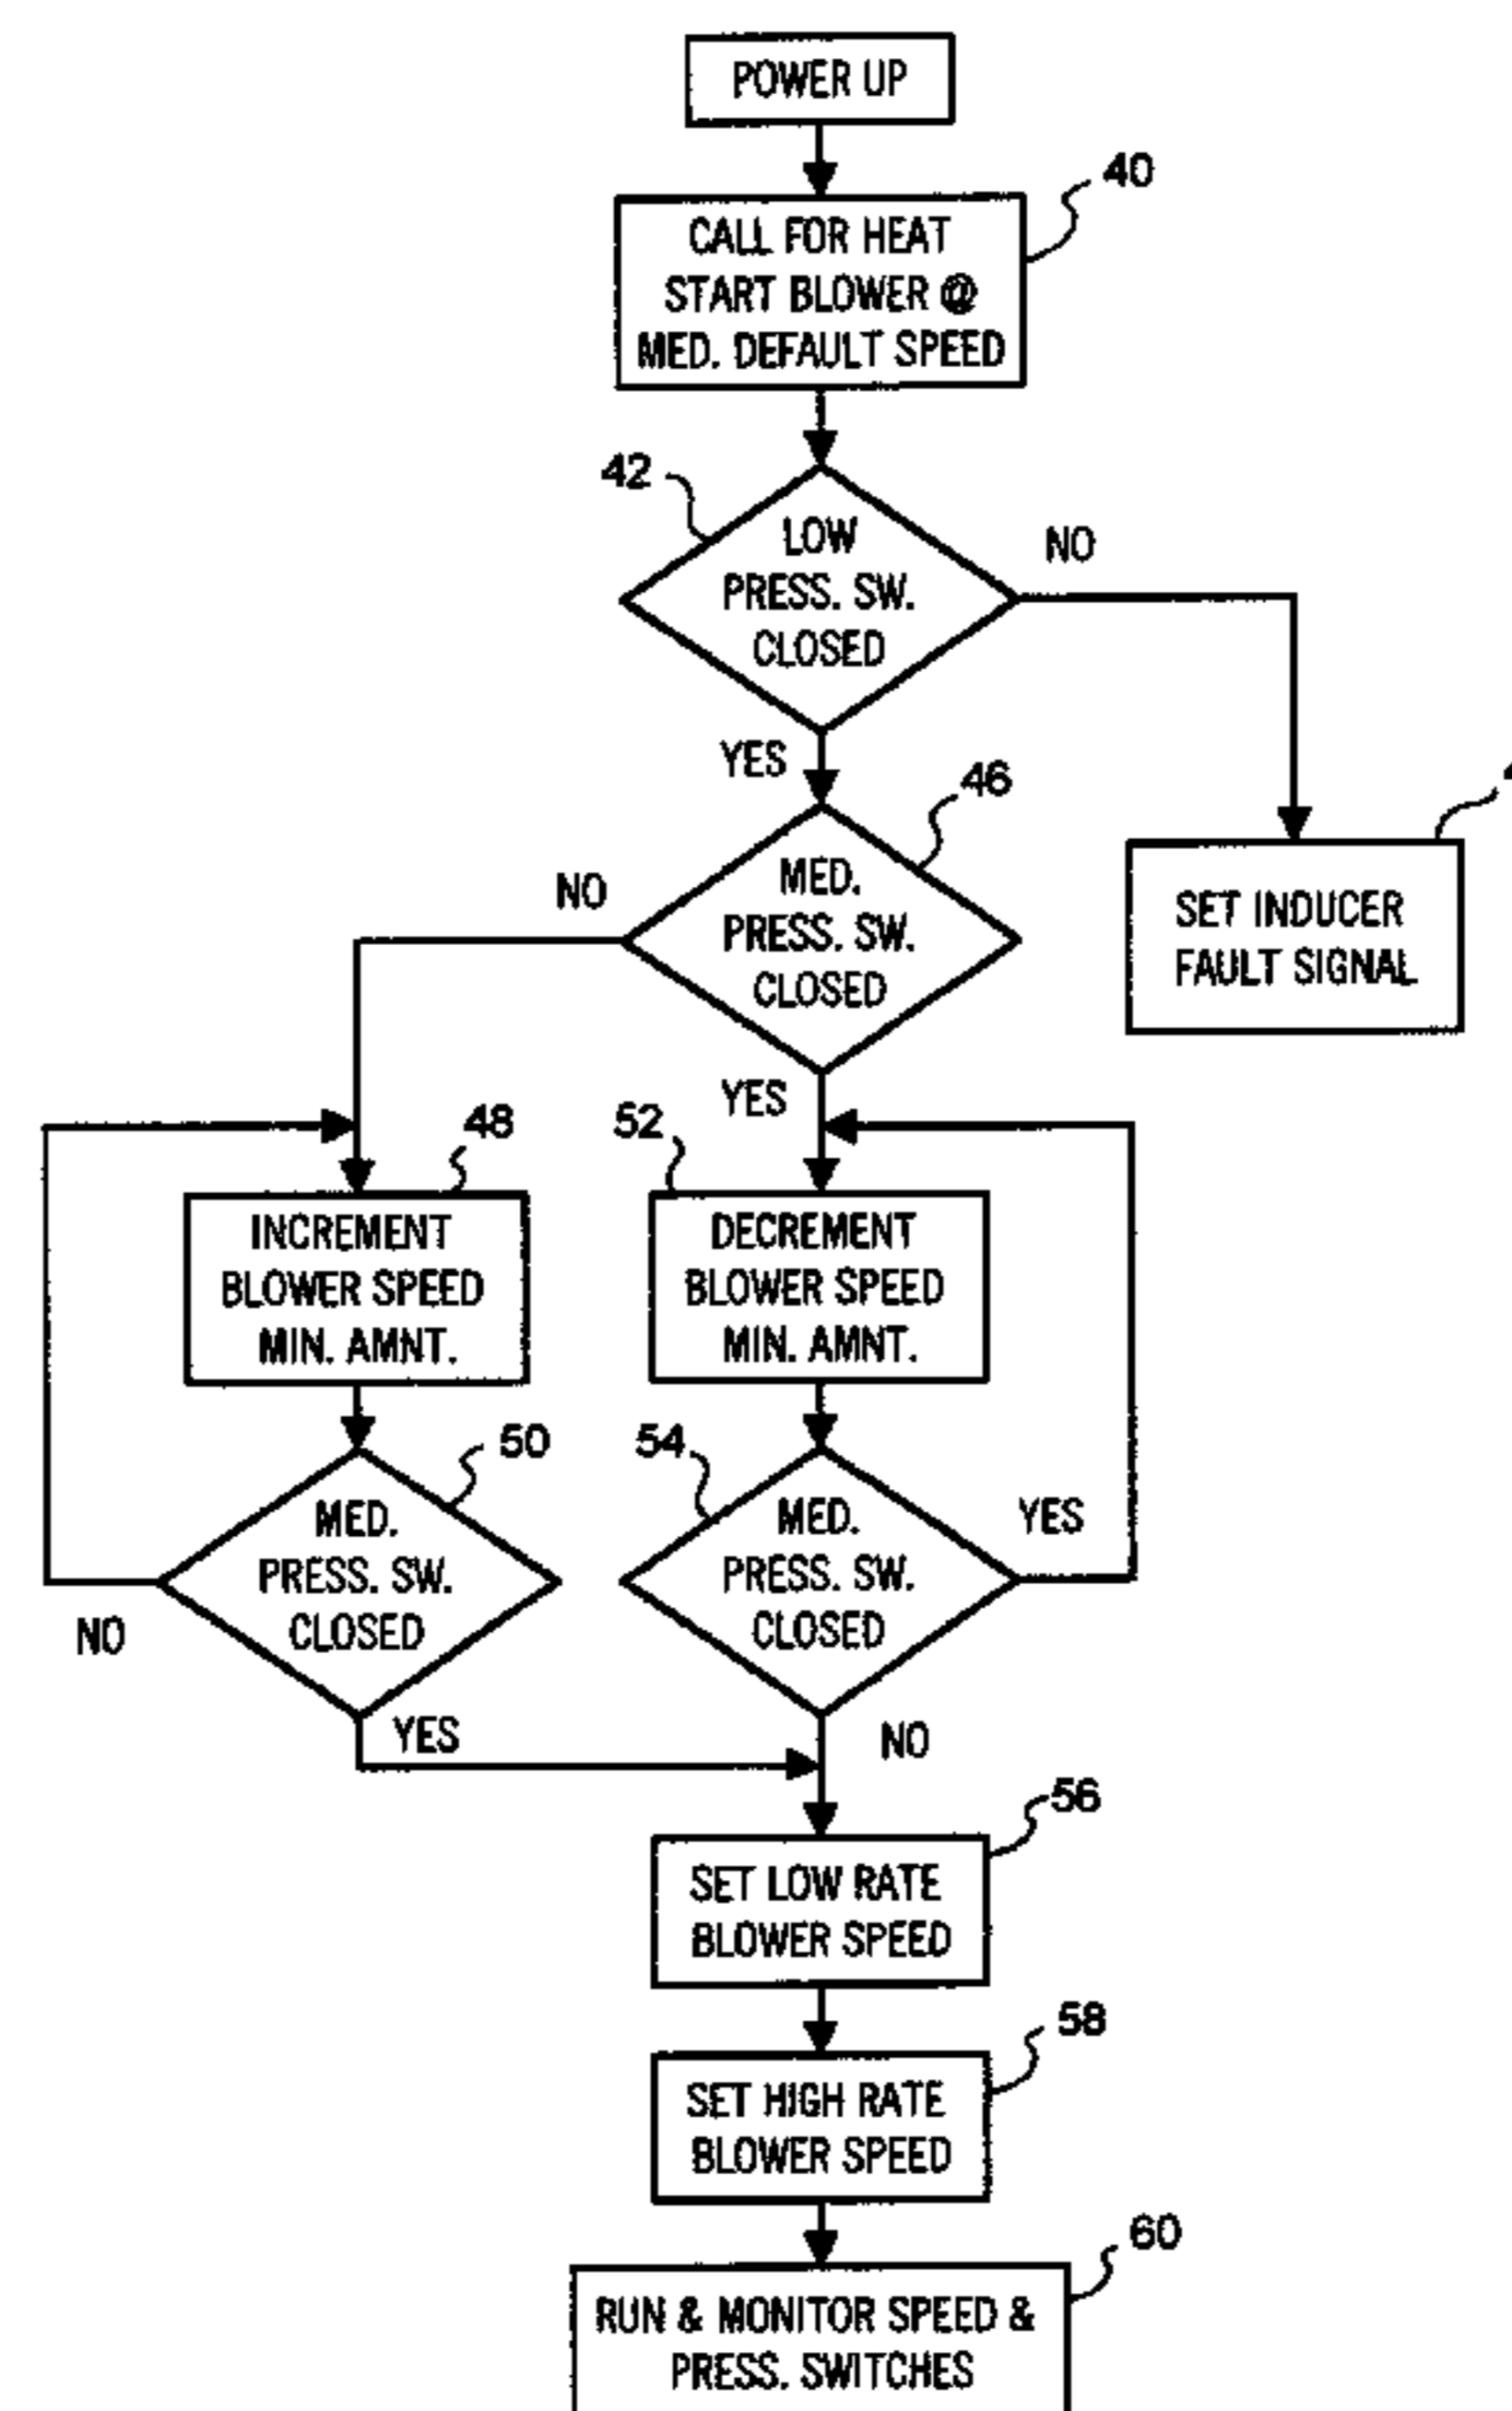 POWER UP
40
CALL FOR HEAT
START BLOWER @
MED. DEFAULT SPEED
42
LOW
PRESS. SW.
CLOSED
NO
YES
46
MED.
PRESS. SW.
CLOSED
NO
SET INDUCER
FAULT SIGNAL
YES
48
INCREMENT
BLOWER SPEED
MIN. AMNT.
52
DECREMENT
BLOWER SPEED
MIN. AMNT.
50
MED.
PRESS. SW.
CLOSED
NO
YES
54
MED.
PRESS. SW.
CLOSED
YES
NO
56
SET LOW RATE
BLOWER SPEED
58
SET HIGH RATE
BLOWER SPEED
60
RUN & MONITOR SPEED &
PRESS. SWITCHES